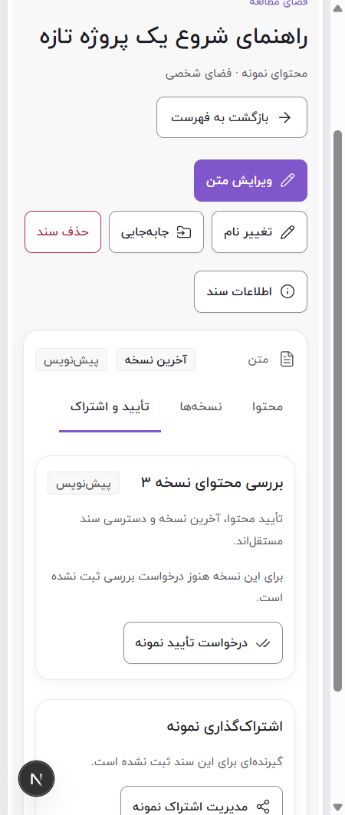 فضای مطالعه
راهنمای شروع یک پروژه تازه
محتوای نمونه · فضای شخصی
بازگشت به فهرست
ویرایش متن
تغییر نام
جابه‌جایی
حذف سند
اطلاعات سند
متن
آخرین نسخه
پیش‌نویس
محتوا
نسخه‌ها
تأیید و اشتراک
بررسی محتوای نسخه ۳
پیش‌نویس
تأیید محتوا، آخرین نسخه و دسترسی سند
مستقل‌اند.
برای این نسخه هنوز درخواست بررسی ثبت نشده
است.
درخواست تأیید نمونه
اشتراک‌گذاری نمونه
گیرنده‌ای برای این سند ثبت نشده است.
مدیریت اشتراک نمونه
N